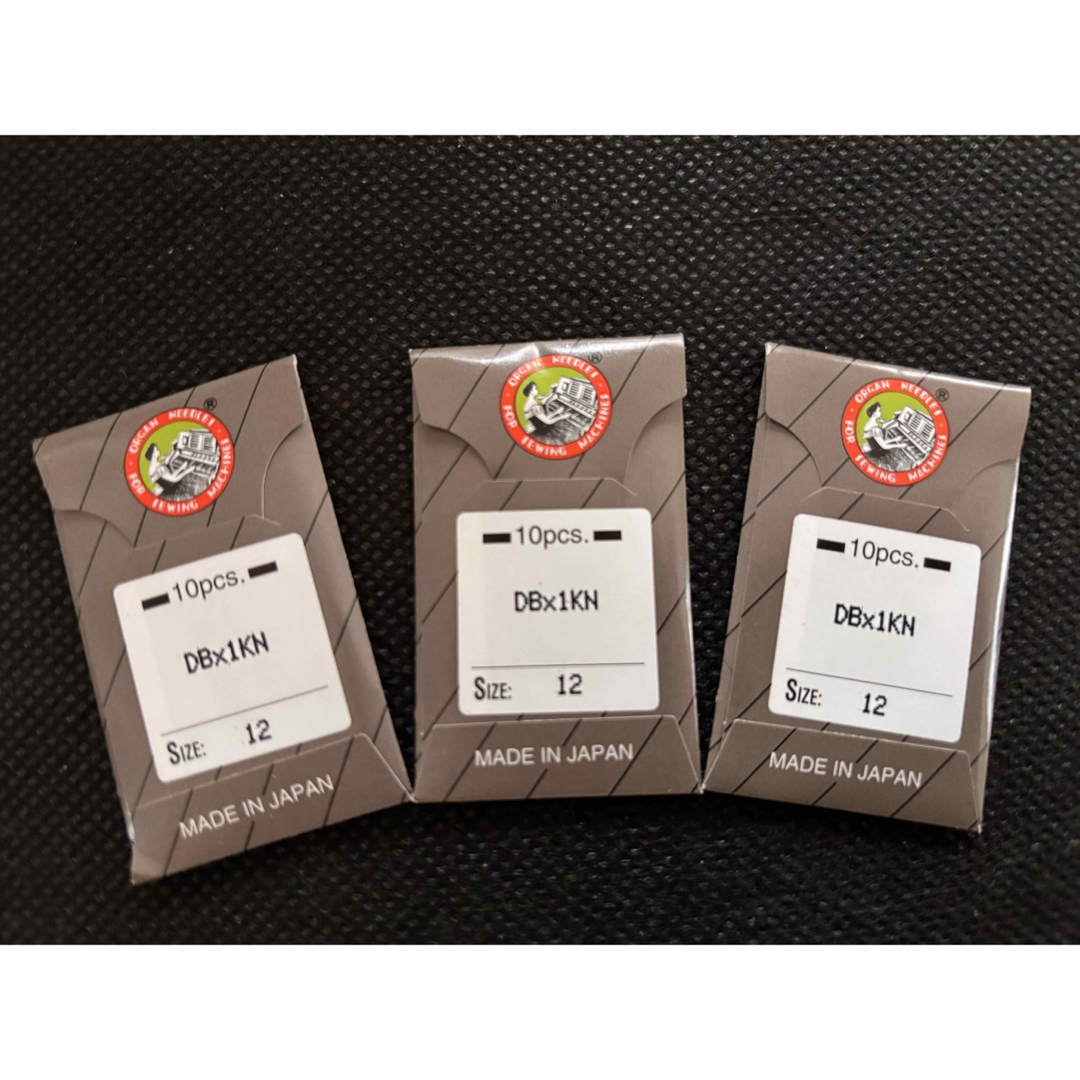 ORGAN NEEDLES
FOR SEWING MACHINES
®
10pcs.
DBx1KN
SIZE: 12
MADE IN JAPAN
ORGAN NEEDLES
FOR SEWING MACHINES
®
10pcs.
DBx1KN
SIZE: 12
MADE IN JAPAN
ORGAN NEEDLES
FOR SEWING MACHINES
®
10pcs.
DBx1KN
SIZE: 12
MADE IN JAPAN